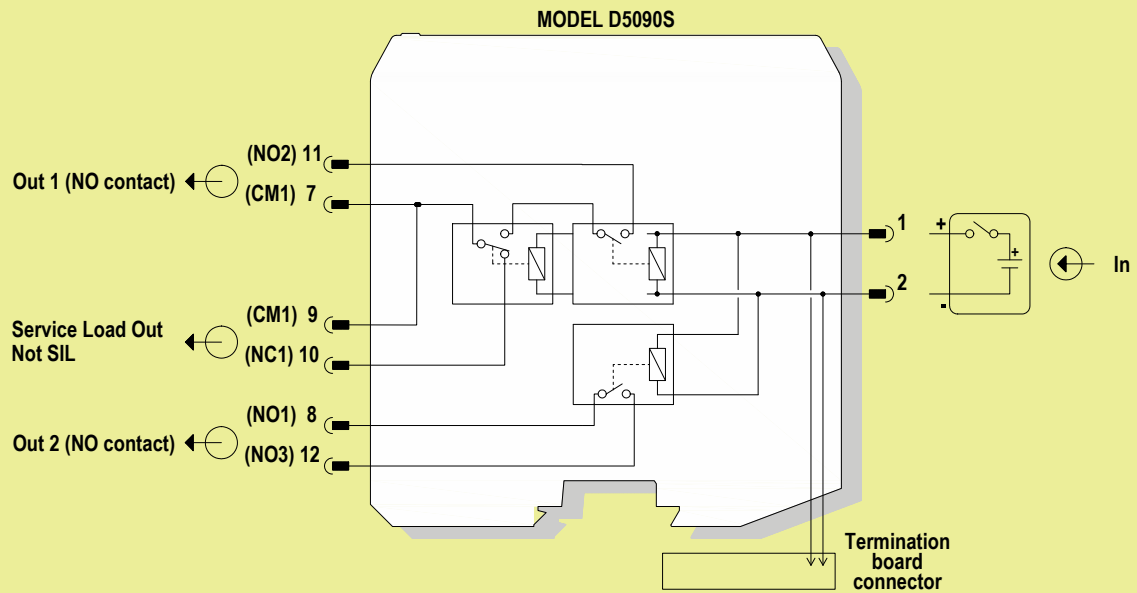 MODEL D5090S
(NO2) 11
Out 1 (NO contact)
(CM1) 7
1
+
+
In
2
-
(CM1) 9
Service Load Out
Not SIL
(NC1) 10
(NO1) 8
Out 2 (NO contact)
(NO3) 12
Termination
board
connector